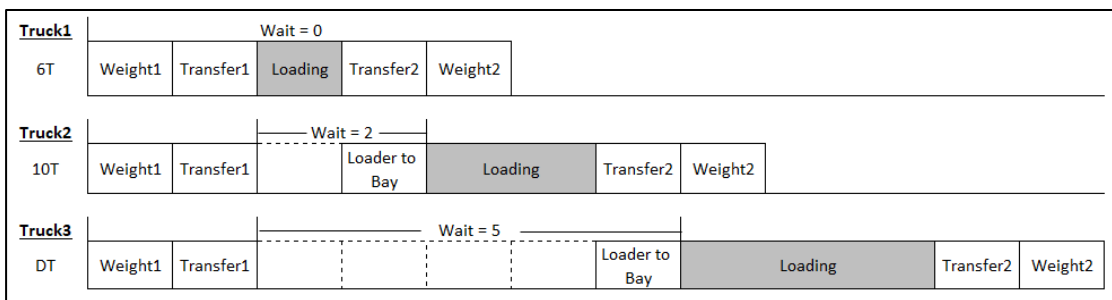 Truck1
Wait = 0
6T
Weight1 Transfer1 Loading Transfer2 Weight2
Truck2
Wait = 2
10T
Weight1 Transfer1 Loader to Bay Loading Transfer2 Weight2
Truck3
Wait = 5
DT
Weight1 Transfer1 Loader to Bay Loading Transfer2 Weight2